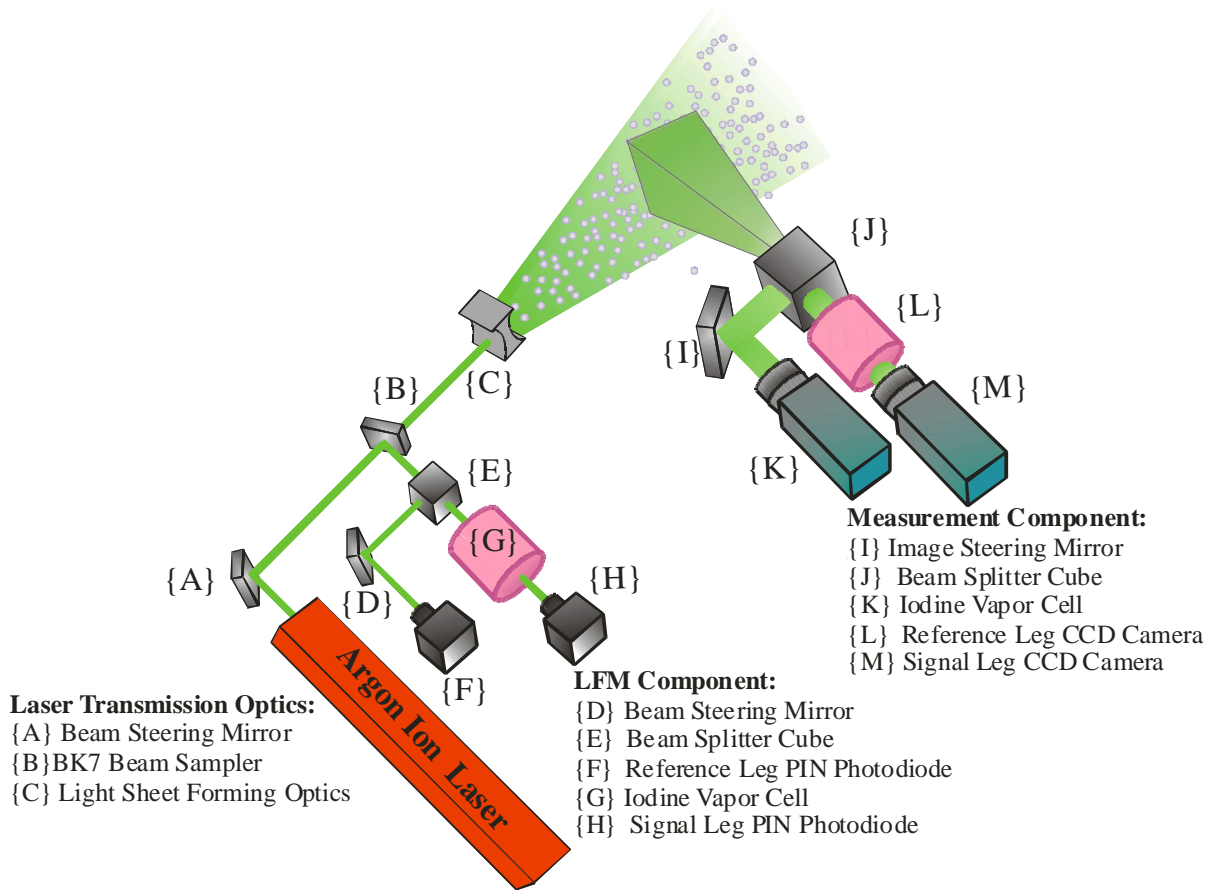 {J}
{L}
{I}
{C}
{B}
{M}
{K}
{E}
{G}
{A}
{D}
{H}
{F}
Argon Ion Laser
Laser Transmission Optics:
{A} Beam Steering Mirror
{B}BK7 Beam Sampler
{C} Light Sheet Forming Optics
LFM Component:
{D} Beam Steering Mirror
{E} Beam Splitter Cube
{F} Reference Leg PIN Photodiode
{G} Iodine Vapor Cell
{H} Signal Leg PIN Photodiode
Measurement Component:
{I} Image Steering Mirror
{J} Beam Splitter Cube
{K} Iodine Vapor Cell
{L} Reference Leg CCD Camera
{M} Signal Leg CCD Camera